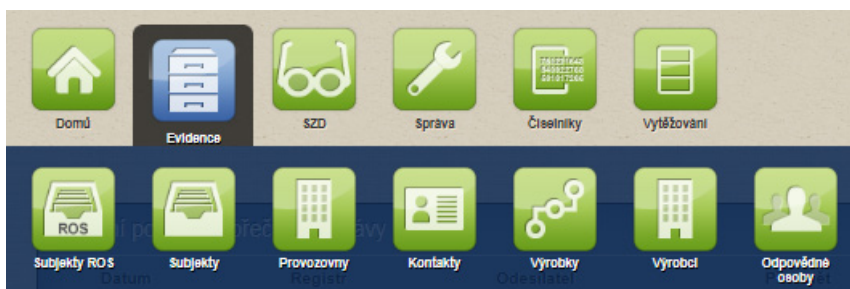 Domů
Evidence
SZD
Správa
Číselníky
Vytěžování
ROS
Subjekty ROS
Subjekty
Provozovny
Kontakty
Výrobky
Výrobci
Odpovědné
osoby
Datum
Registr
Odesílatel